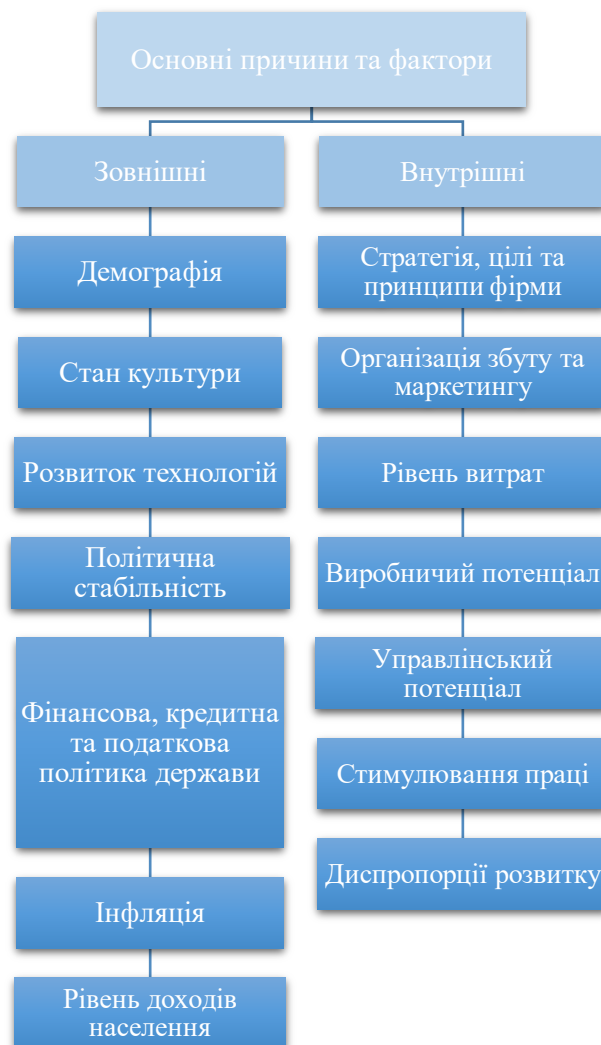 Основні причини та фактори
Зовнішні
Демографія
Стан культури
Розвиток технологій
Політична
стабільність
Фінансова, кредитна
та податкова
політика держави
Інфляція
Рівень доходів
населення
Внутрішні
Стратегія, цілі та
принципи фірми
Організація збуту та
маркетингу
Рівень витрат
Виробничий потенціал
Управлінський
потенціал
Стимулювання праці
Диспропорції розвитку